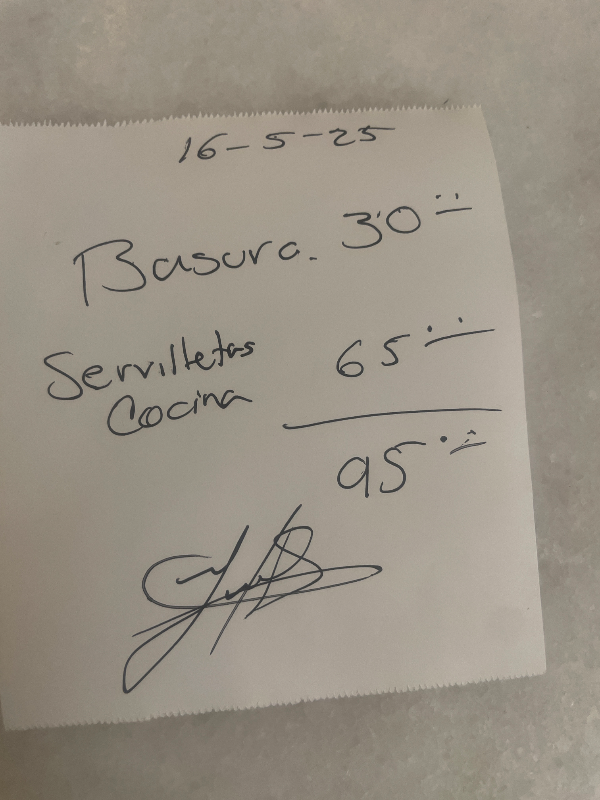 16-5-25
Basura. 30
Servilletas 65
Cocina
95